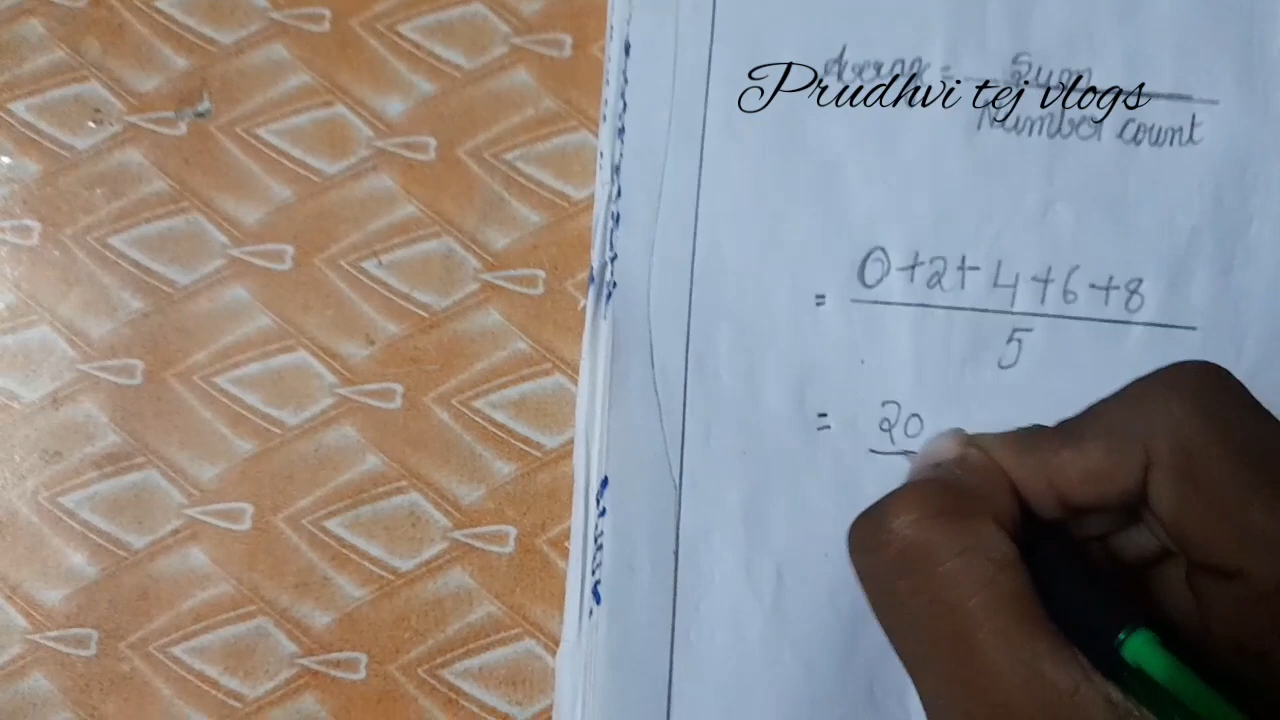 Average = Sum
Prudhvi tej vlogs
Number count
= 0+2+4+6+8
5
= 20